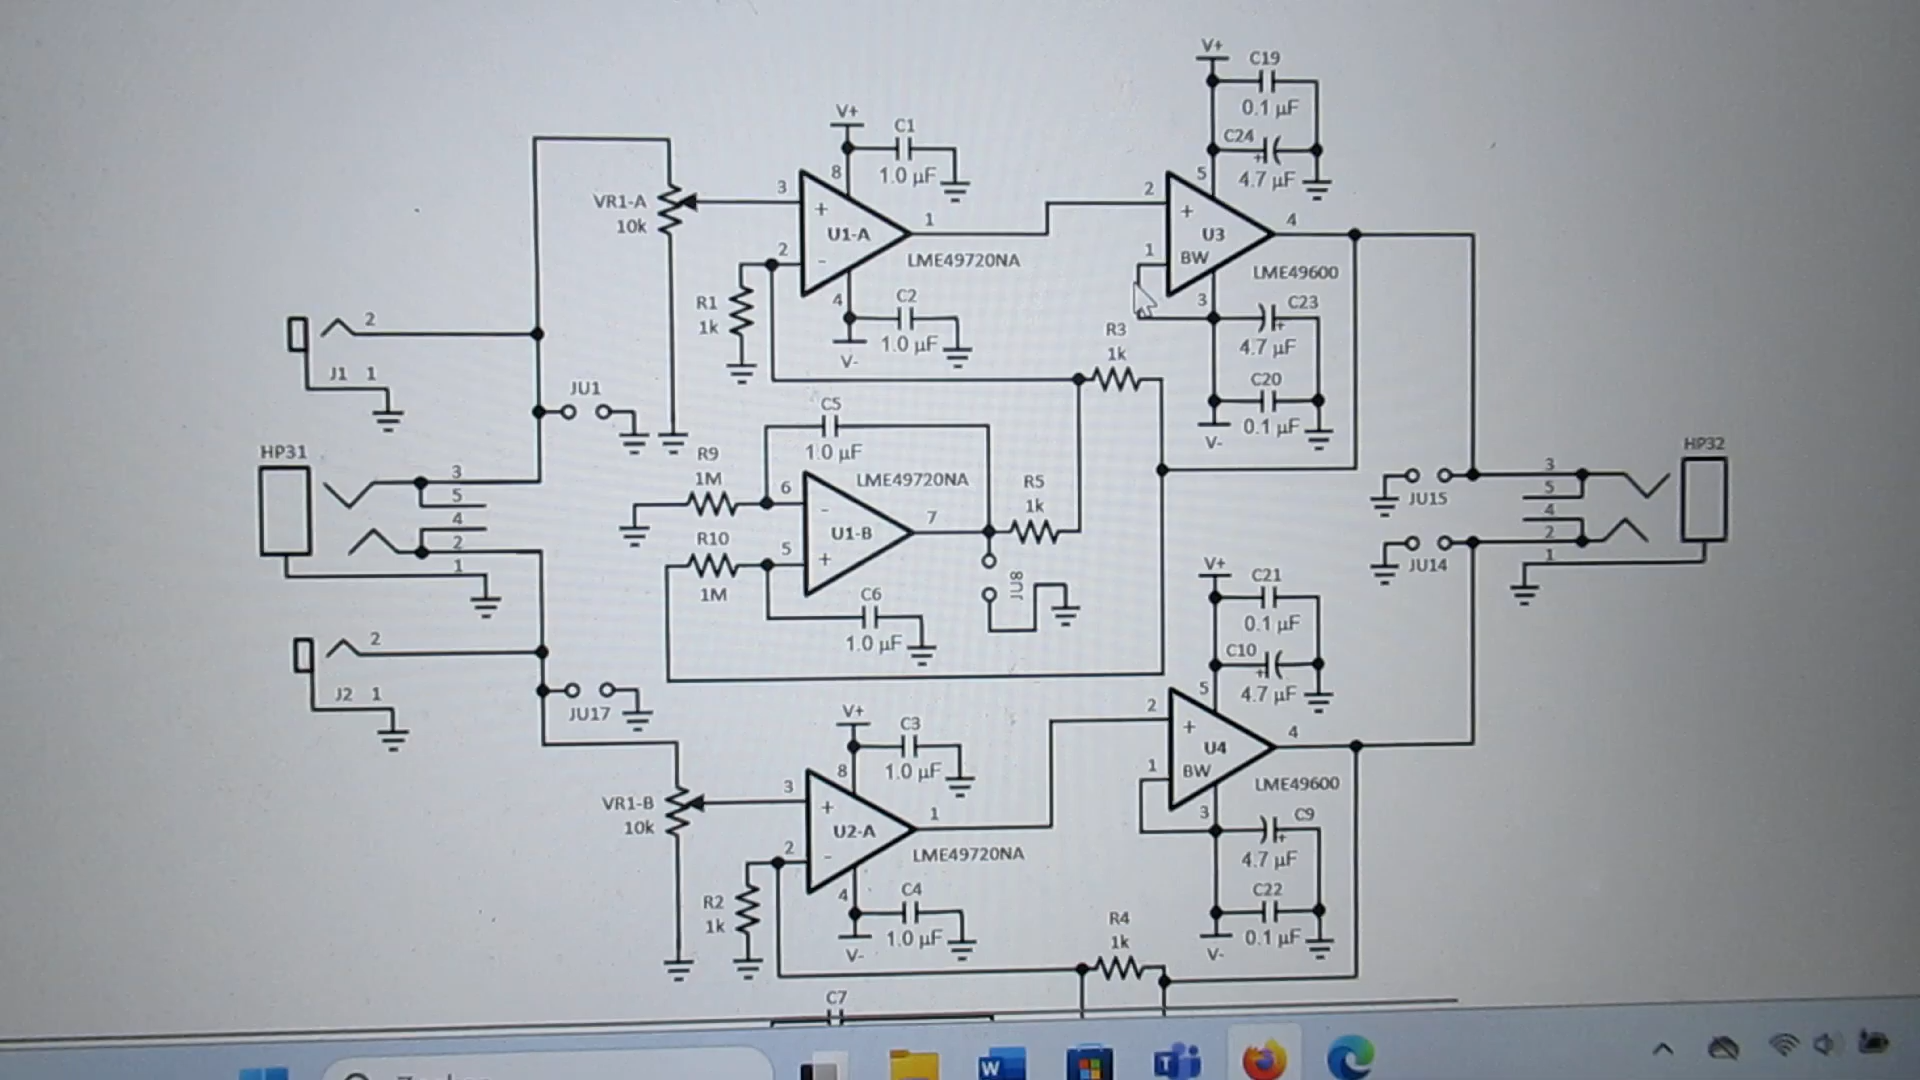 V+
C19
0.1 µF
C24
+
4.7 µF
5
V+
C1
1.0 µF
8
VR1-A
10k
3
+
U1-A
1
LME49720NA
2
-
4
C2
1.0 µF
V-
R1
1k
2
+
U3
4
1
BW
LME49600
3
C23
+
4.7 µF
C20
0.1 µF
V-
R3
1k
2
J1 1
JU1
HP31
3
5
4
2
1
C5
1.0 µF
R9
1M
6
-
LME49720NA
7
U1-B
R5
1k
R10
1M
5
+
C6
1.0 µF
JU8
HP32
3
5
4
2
1
JU15
JU14
2
J2 1
JU17
V+
C21
0.1 µF
C10
+
4.7 µF
5
V+
C3
1.0 µF
8
VR1-B
10k
3
+
U2-A
1
LME49720NA
2
-
4
C4
1.0 µF
V-
R2
1k
2
+
U4
4
1
BW
LME49600
3
C9
+
4.7 µF
C22
0.1 µF
V-
R4
1k
C7
W
T